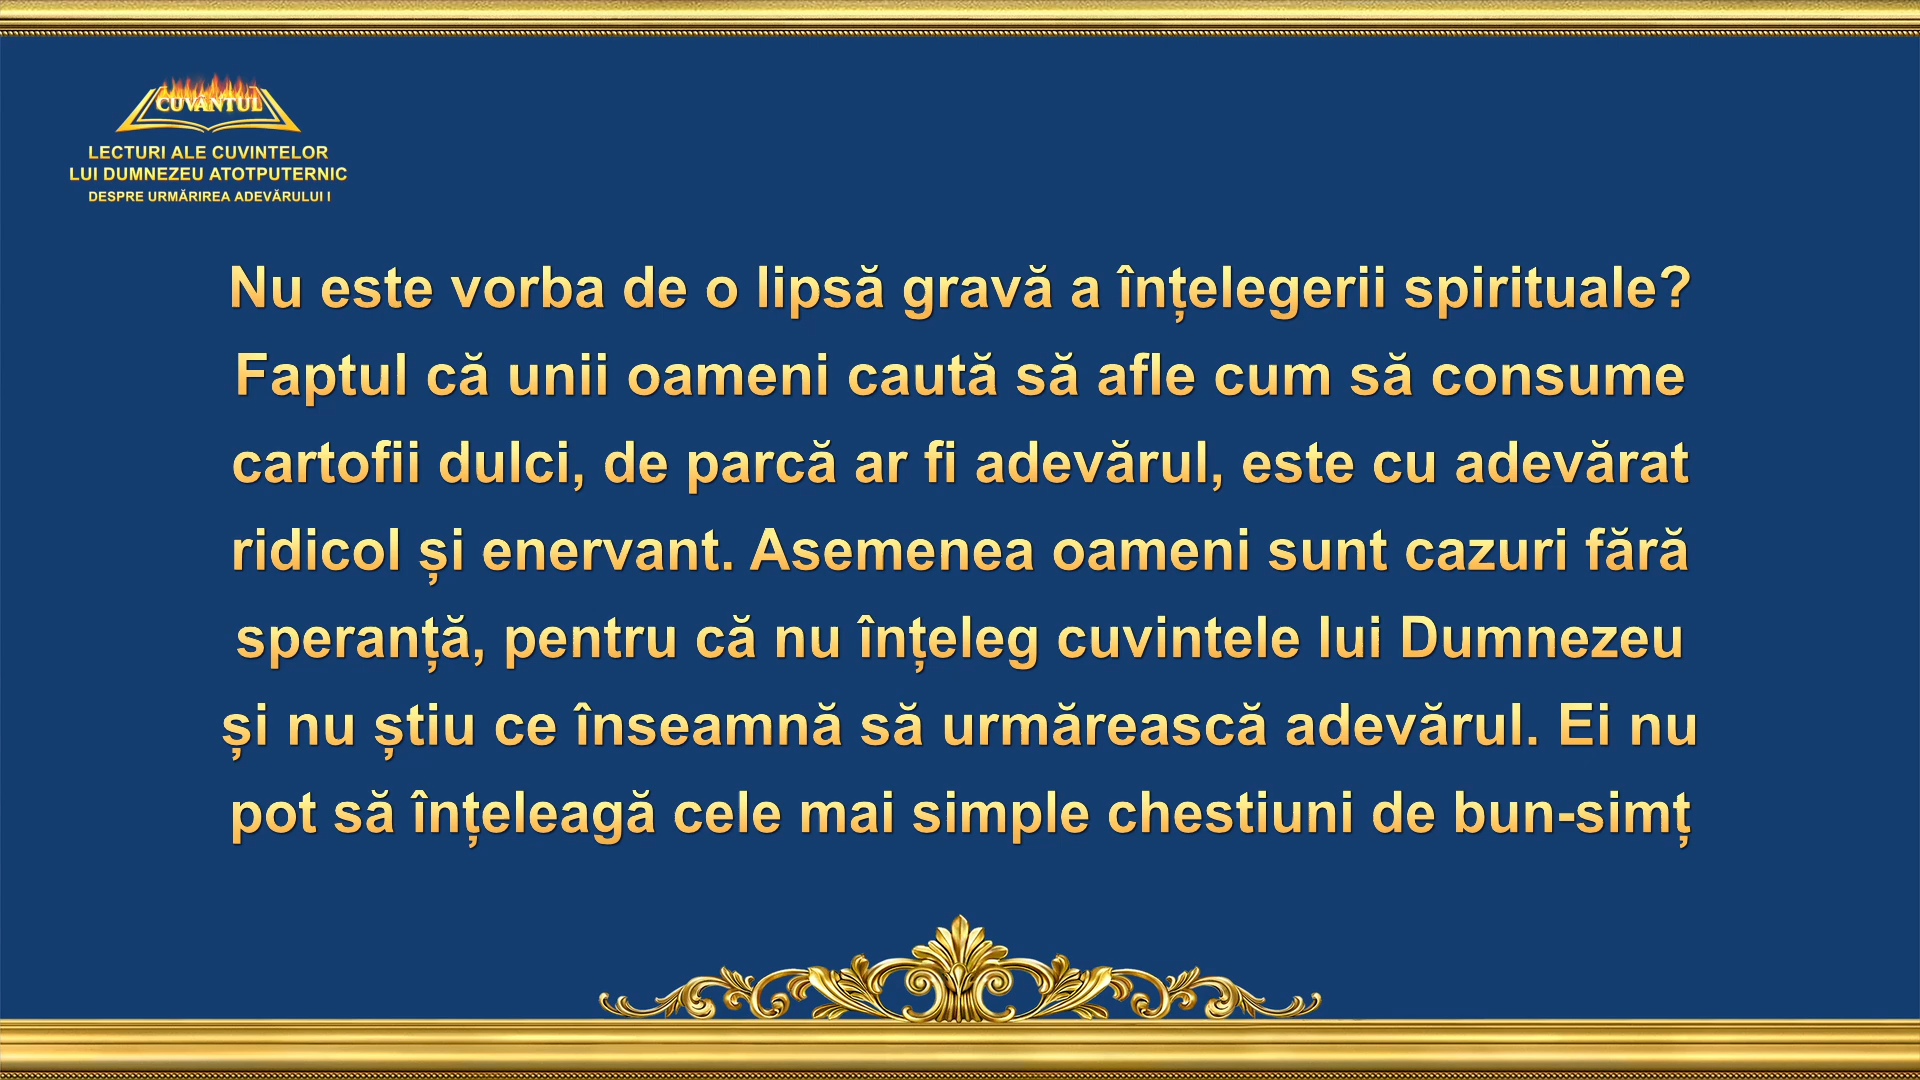 CUVÂNTUL
LECTURI ALE CUVINTELOR
LUI DUMNEZEU ATOTPUTERNIC
DESPRE URMĂRIREA ADEVĂRULUI I
Nu este vorba de o lipsă gravă a înțelegerii spirituale?
Faptul că unii oameni caută să afle cum să consume
cartofii dulci, de parcă ar fi adevărul, este cu adevărat
ridicol și enervant. Asemenea oameni sunt cazuri fără
speranță, pentru că nu înțeleg cuvintele lui Dumnezeu
și nu știu ce înseamnă să urmărească adevărul. Ei nu
pot să înțeleagă cele mai simple chestiuni de bun-simț